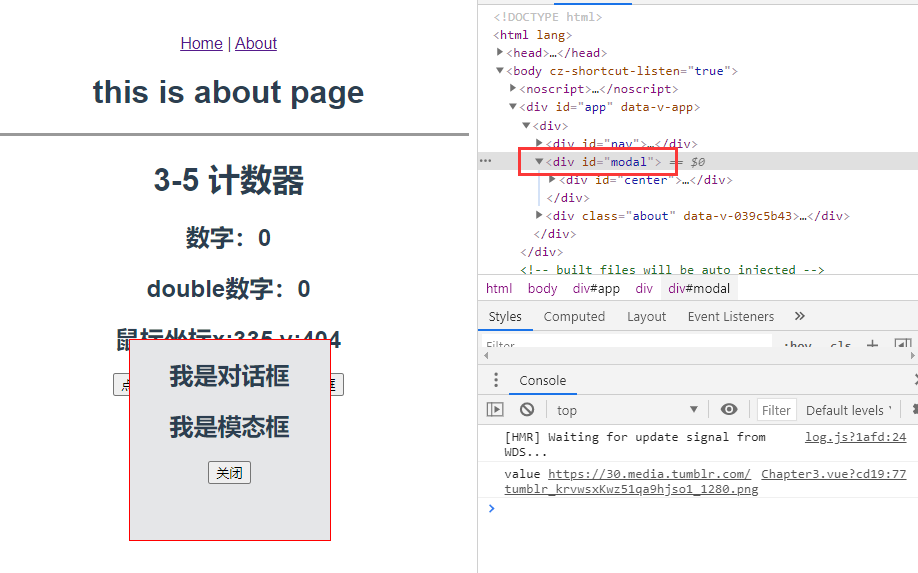 Home | About
this is about page
3-5 计数器
数字：0
double数字：0
鼠标坐标x:335 y:404
点
框
我是对话框
我是模态框
关闭
<!DOCTYPE html>
<html lang>
<head>…</head>
<body cz-shortcut-listen="true">
<noscript>…</noscript>
<div id="app" data-v-app>
<div>
<div id="nav">…</div>
<div id="modal"> == $0
<div id="center">…</div>
</div>
<div class="about" data-v-039c5b43>…</div>
</div>
</div>
<!-- built files will be auto injected -->
html body div#app div div#modal
Styles Computed Layout Event Listeners »
Filter :hov .cls +
Console
top Filter Default levels
[HMR] Waiting for update signal from WDS... log.js?1afd:24
value https://30.media.tumblr.com/ Chapter3.vue?cd19:77
tumblr_krvwsxKwz51qa9hjso1_1280.png